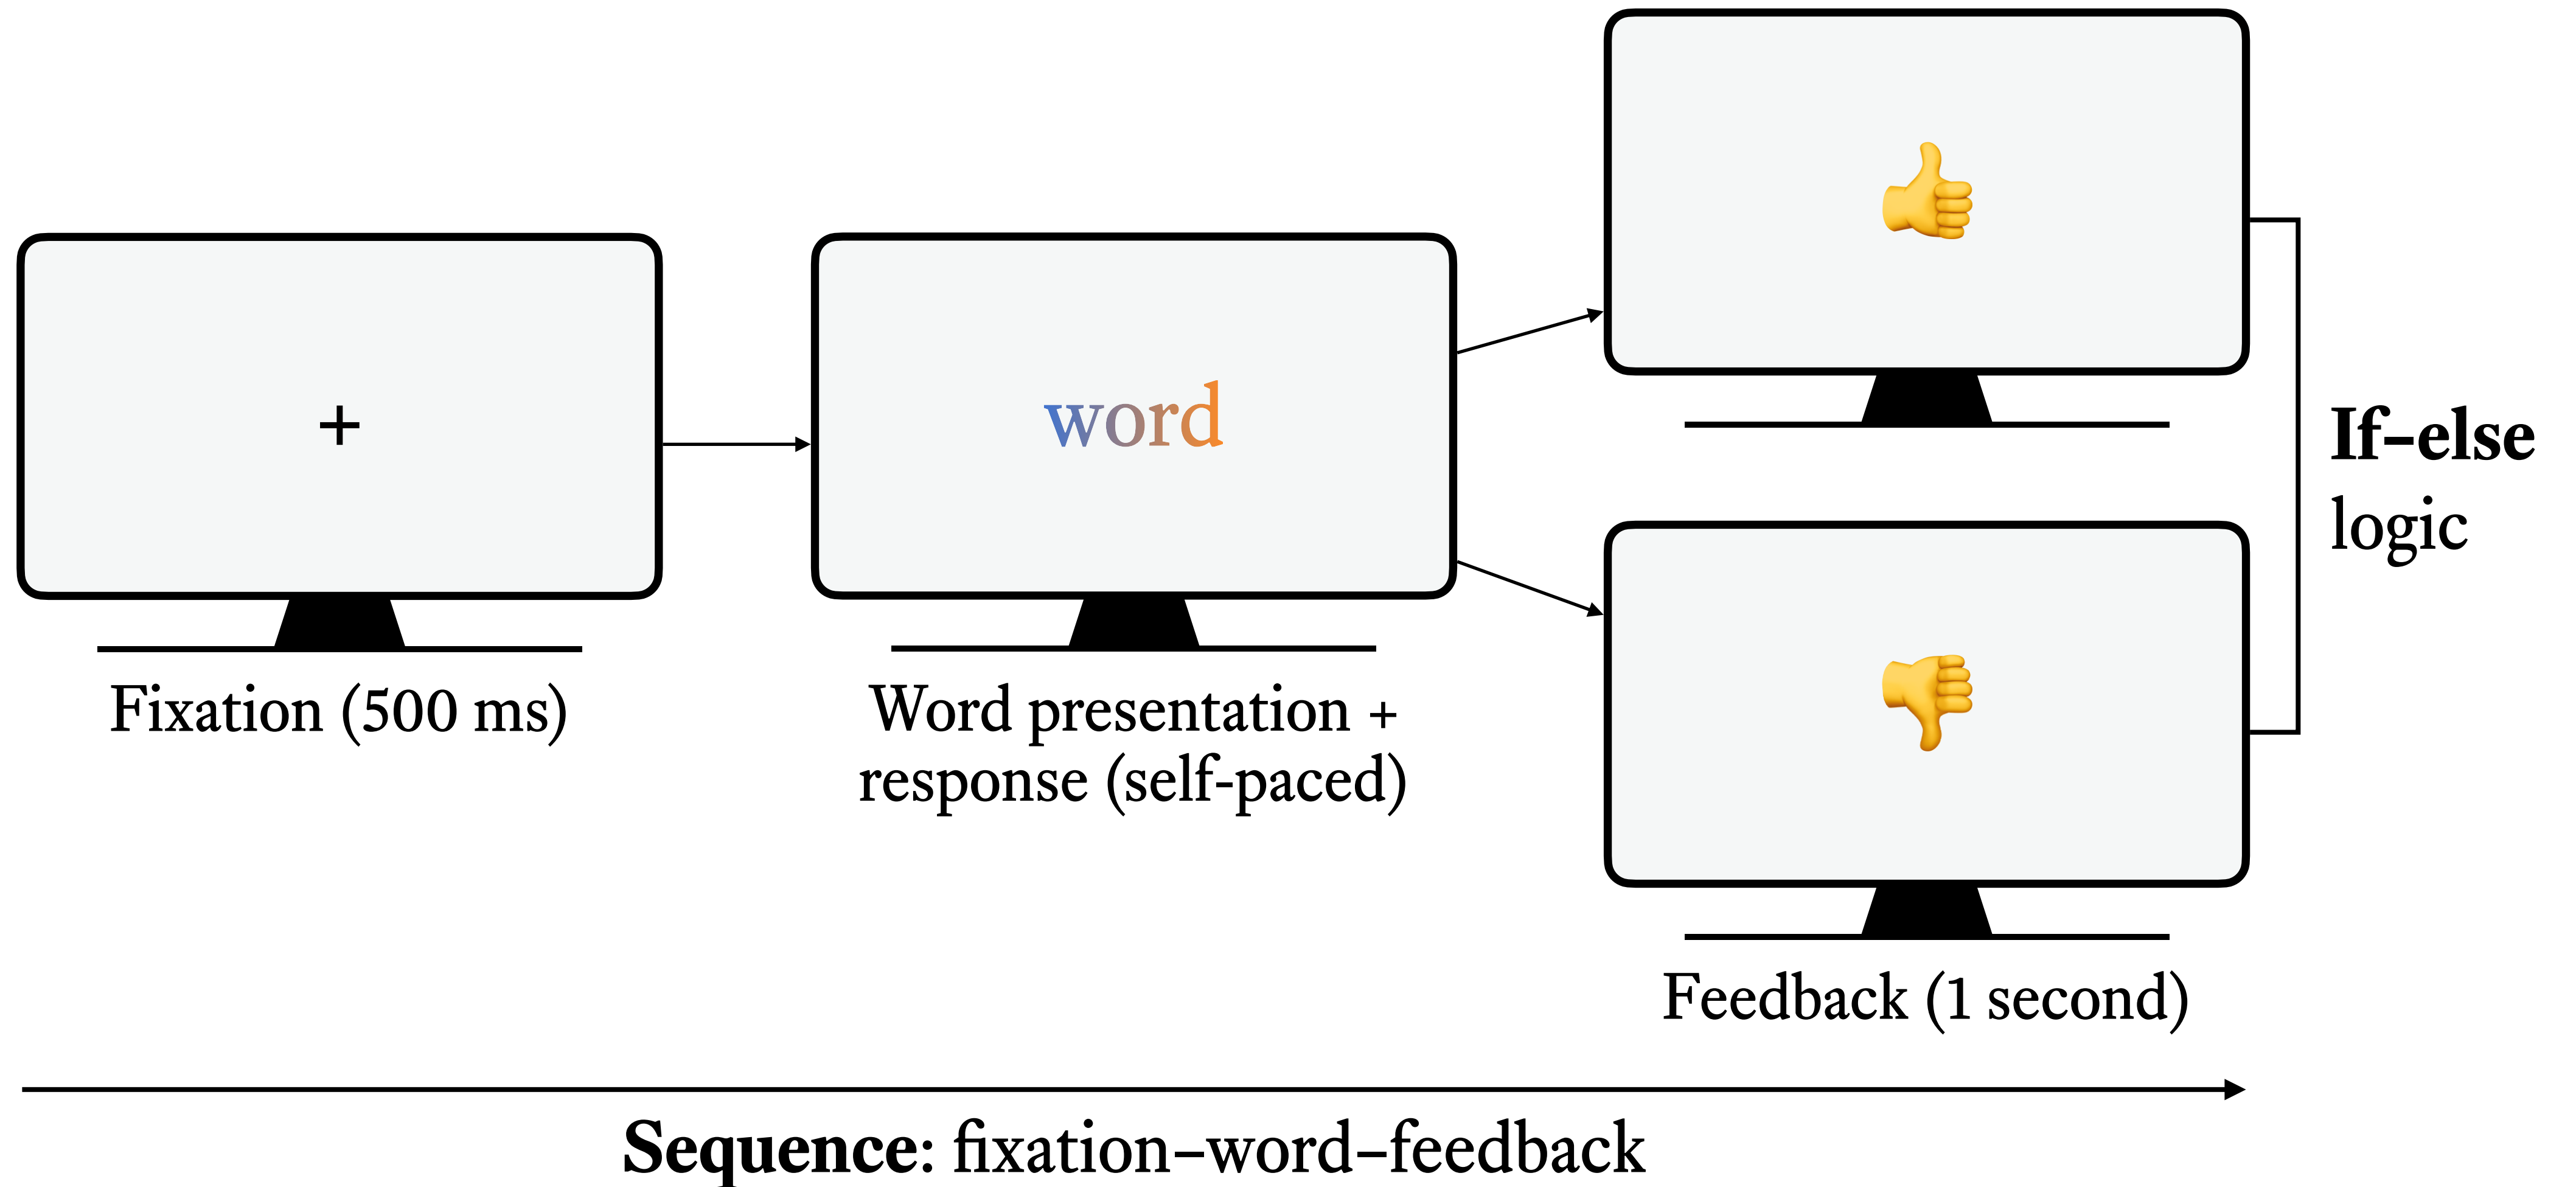 +
word
Fixation (500 ms)
Word presentation +
response (self-paced)
Feedback (1 second)
If–else
logic
Sequence: fixation–word–feedback